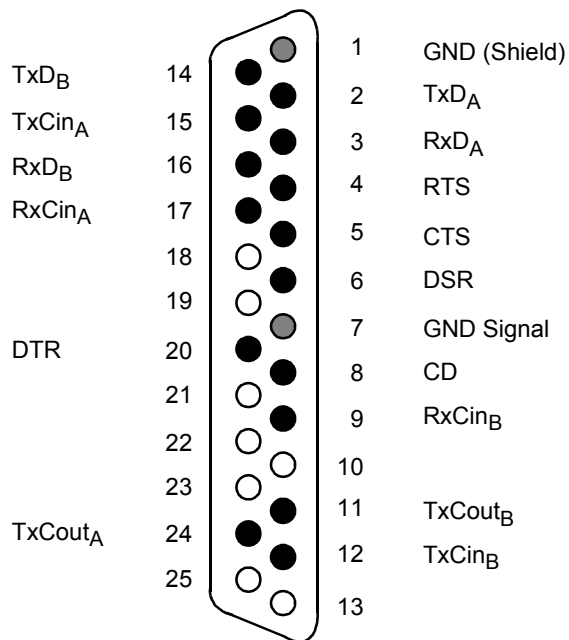 1 GND (Shield)
TxD_B 14
2 TxD_A
TxCin_A 15
3 RxD_A
RxD_B 16
4 RTS
RxCin_A 17
5 CTS
18
6 DSR
19
7 GND Signal
DTR 20
8 CD
21
9 RxCin_B
22
10
23
11 TxCout_B
TxCout_A 24
12 TxCin_B
25
13